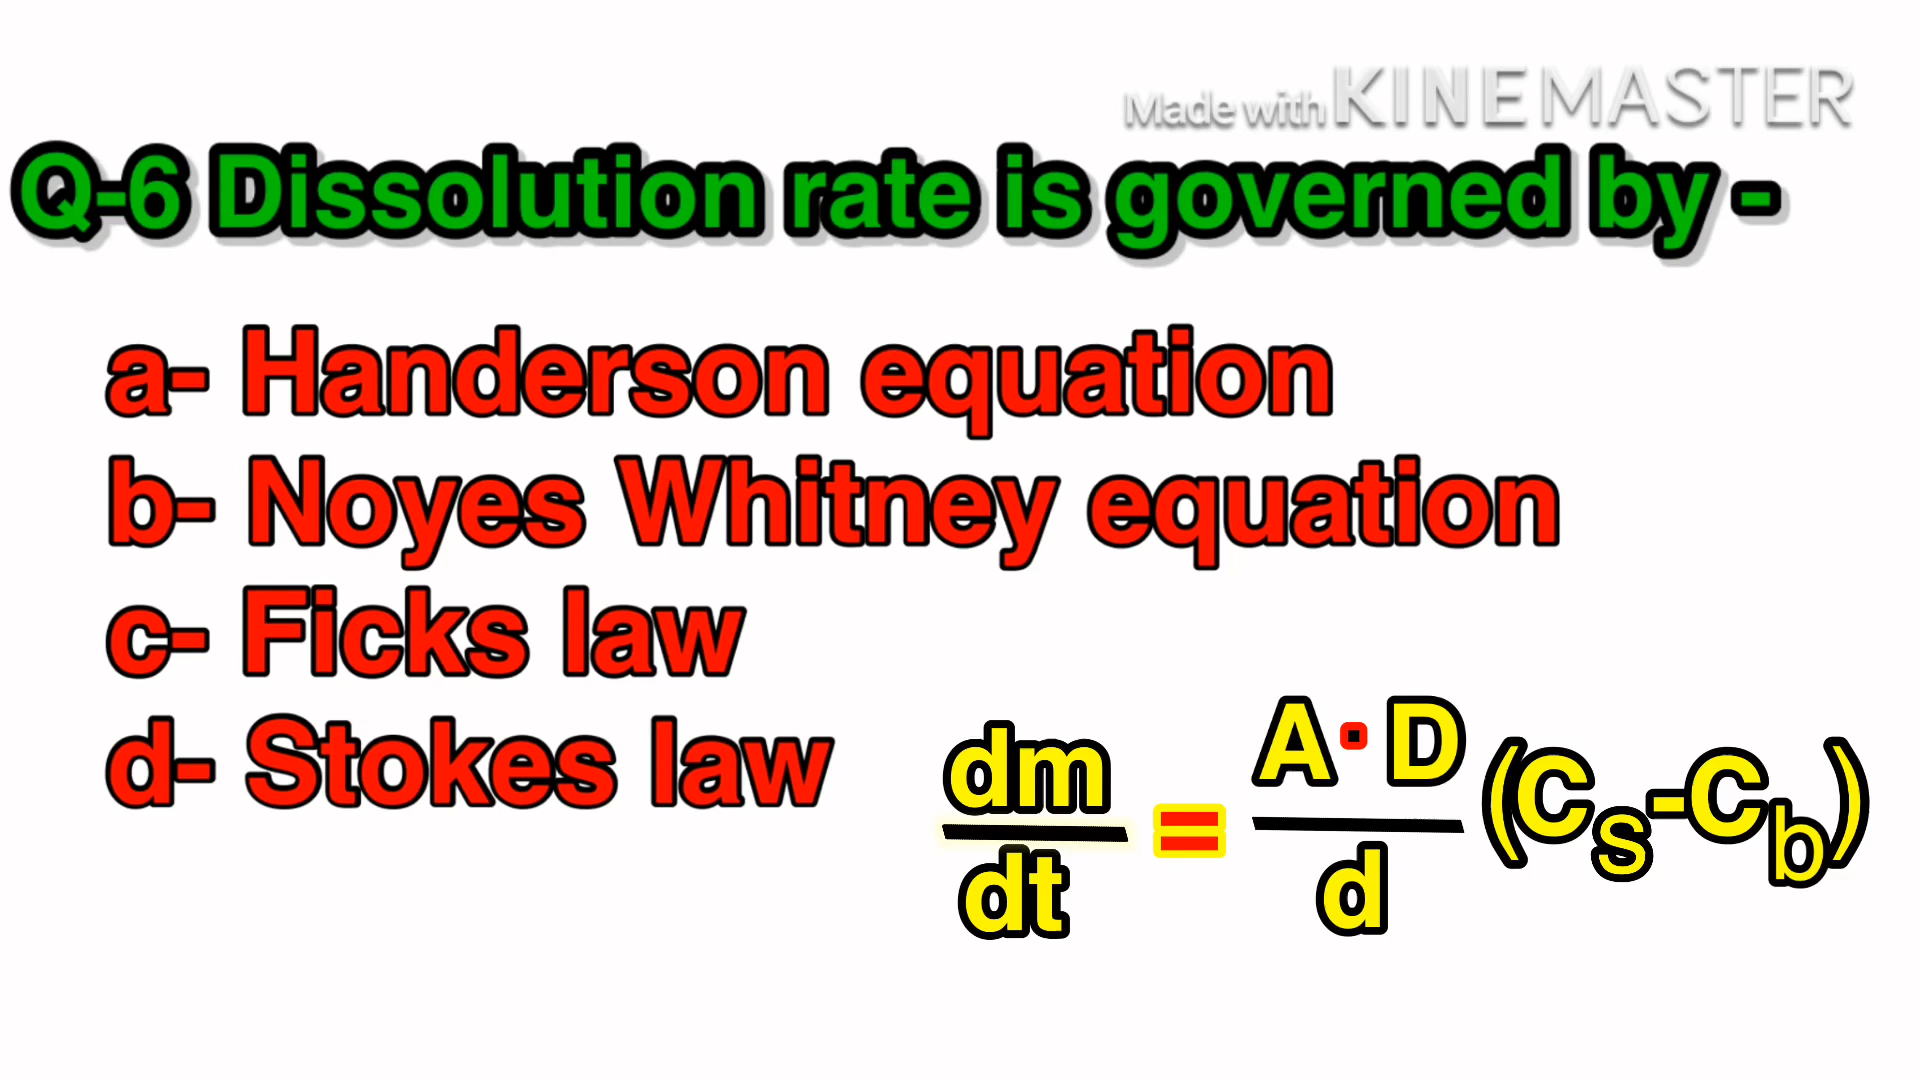 Made with KINEMASTER
Q-6 Dissolution rate is governed by -
a- Handerson equation
b- Noyes Whitney equation
c- Ficks law
d- Stokes law
dm/dt = A·D/d (Cs-Cb)